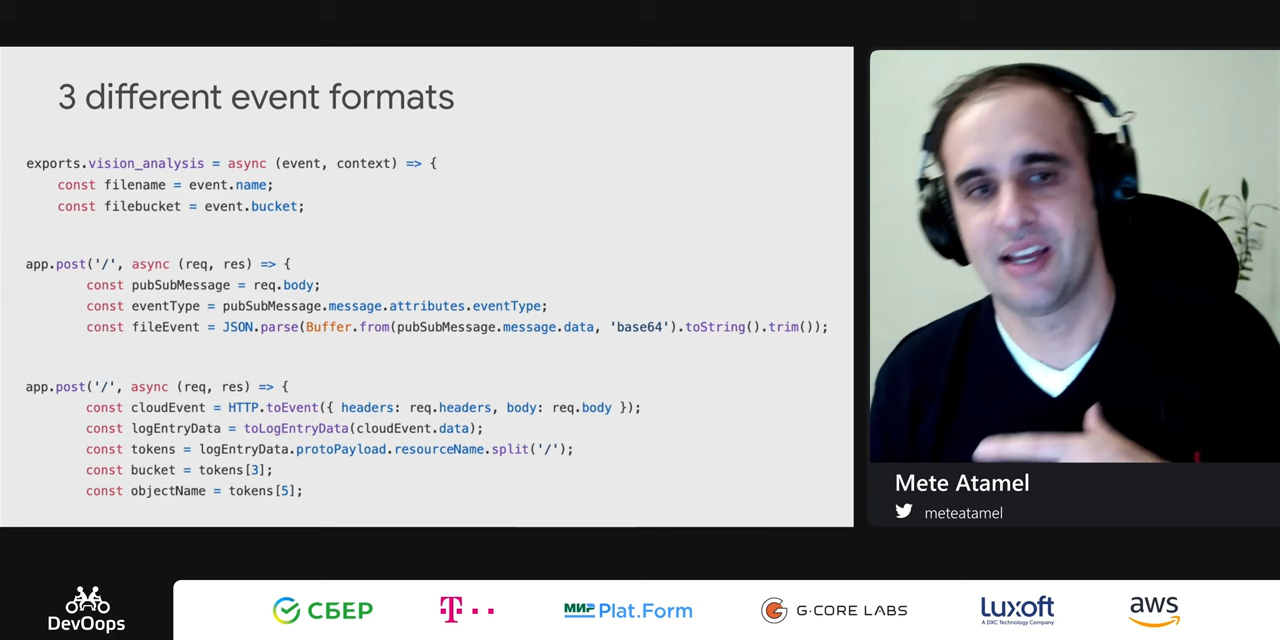 3 different event formats
exports.vision_analysis = async (event, context) => {
const filename = event.name;
const filebucket = event.bucket;
app.post('/', async (req, res) => {
const pubSubMessage = req.body;
const eventType = pubSubMessage.message.attributes.eventType;
const fileEvent = JSON.parse(Buffer.from(pubSubMessage.message.data, 'base64').toString().trim());
app.post('/', async (req, res) => {
const cloudEvent = HTTP.toEvent({ headers: req.headers, body: req.body });
const logEntryData = toLogEntryData(cloudEvent.data);
const tokens = logEntryData.protoPayload.resourceName.split('/');
const bucket = tokens[3];
const objectName = tokens[5];
Mete Atamel
meteatamel
DevOops
СБЕР
T
МИР Plat.Form
G·CORE LABS
luxoft
A DXC Technology Company
aws